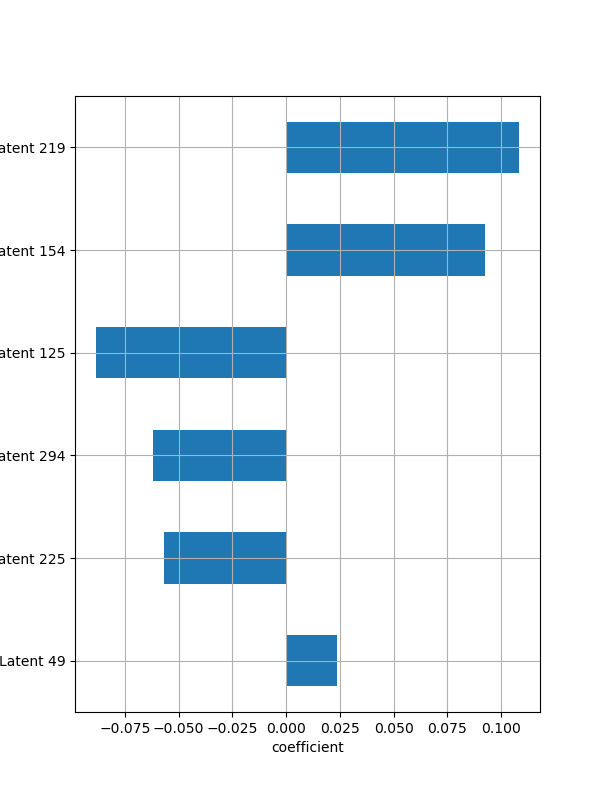 atent 219
atent 154
atent 125
atent 294
atent 225
Latent 49
−0.075 −0.050 −0.025 0.000 0.025 0.050 0.075 0.100
coefficient